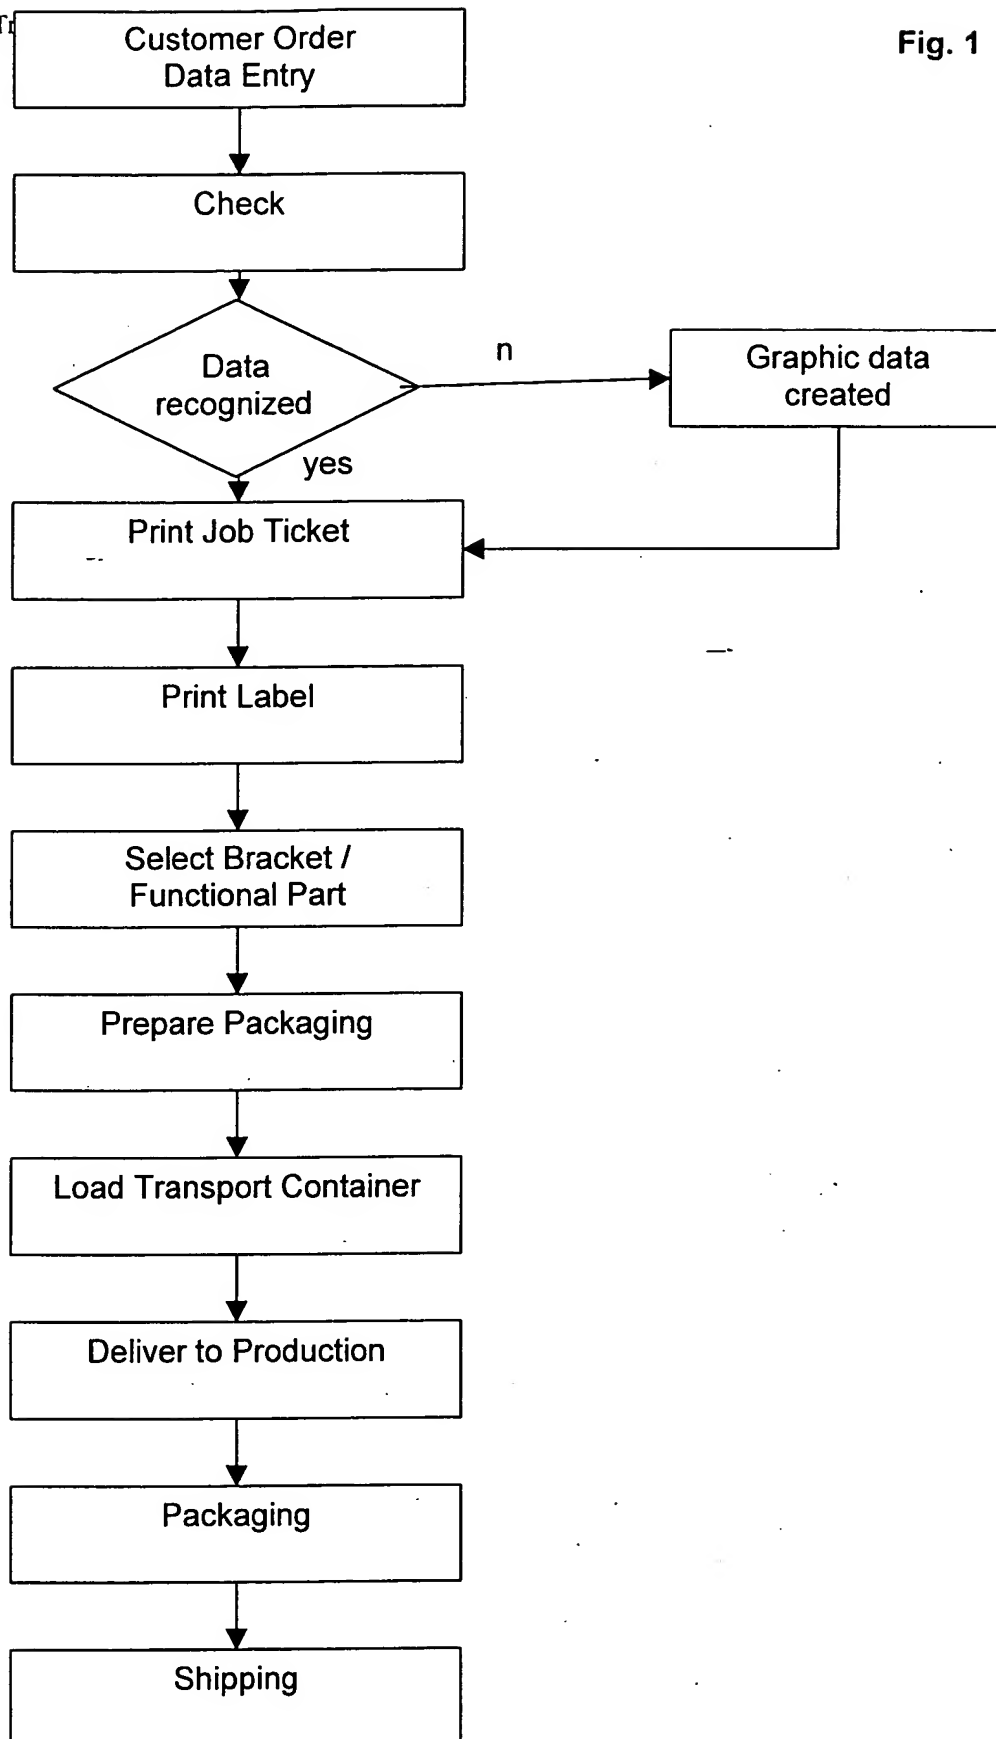 Tr
Fig. 1
Customer Order
Data Entry
Check
Data
recognized
n
Graphic data
created
yes
Print Job Ticket
Print Label
Select Bracket /
Functional Part
Prepare Packaging
Load Transport Container
Deliver to Production
Packaging
Shipping